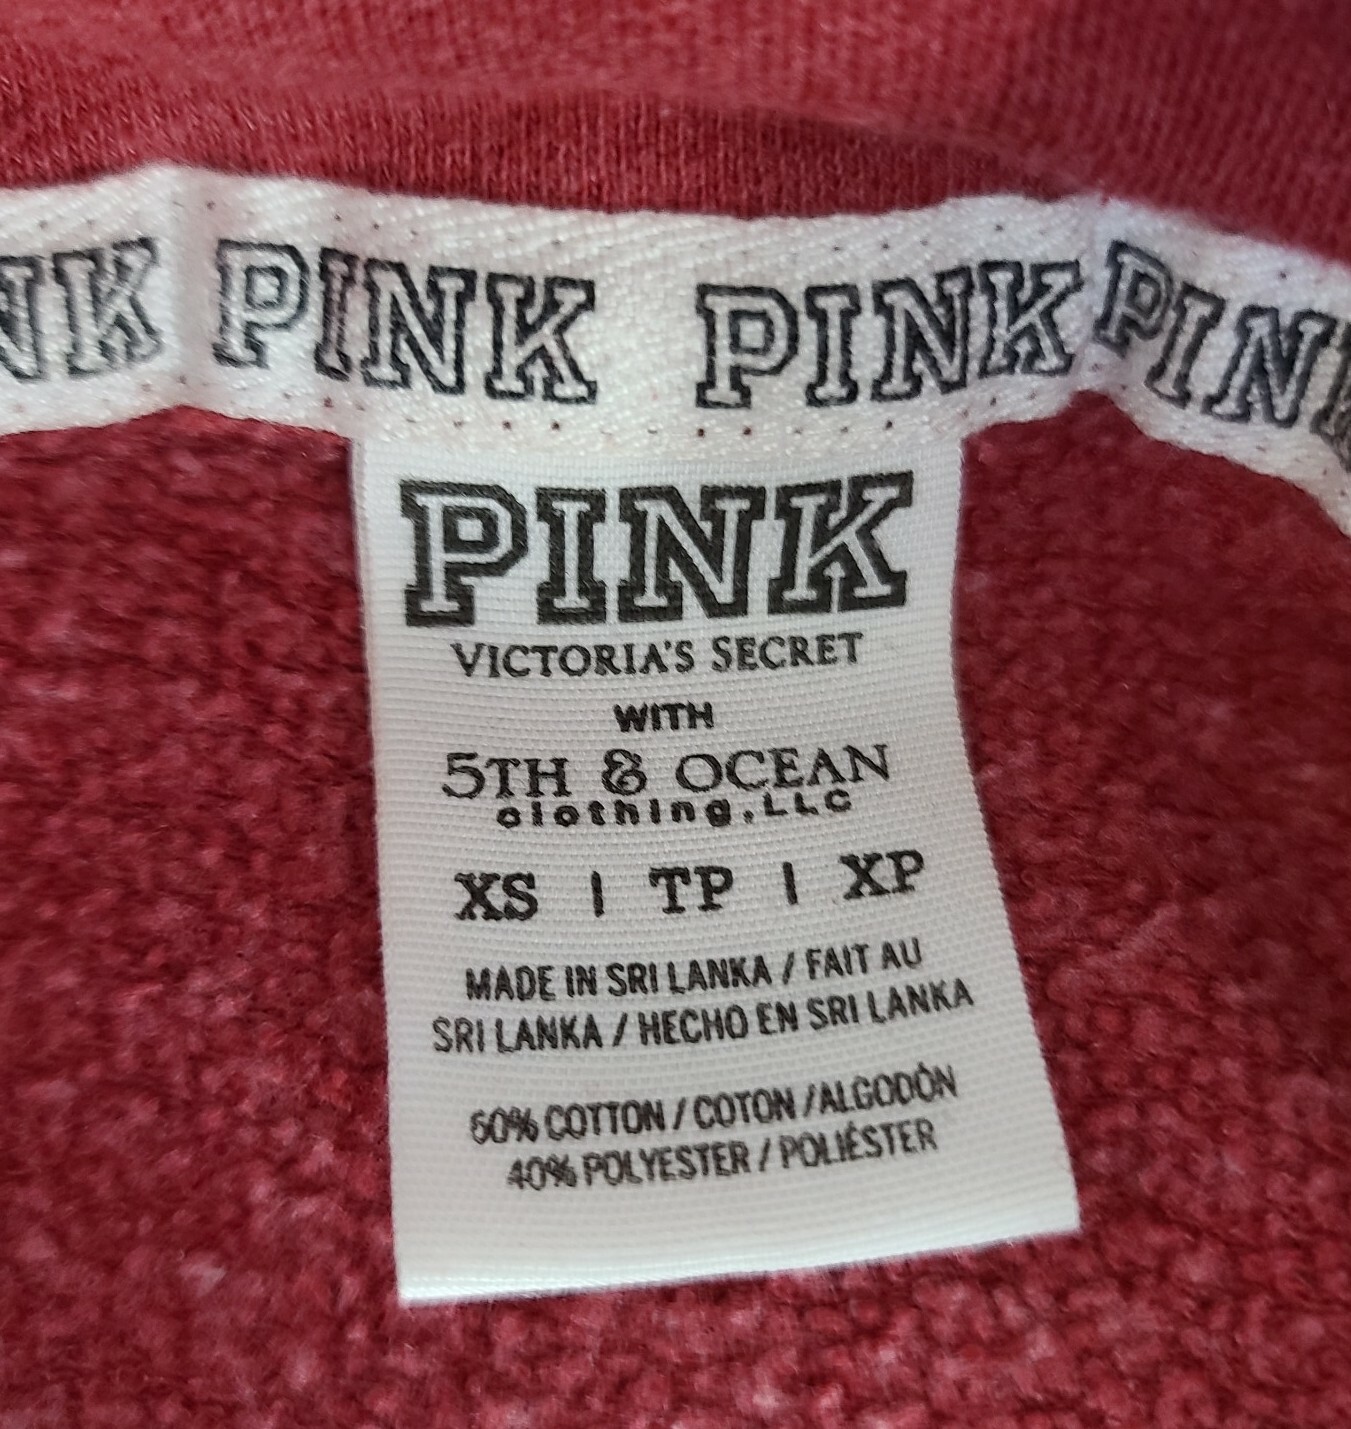 NK PINK PINK PINK
PINK
VICTORIA'S SECRET
WITH
5TH & OCEAN
clothing, LLC
XS | TP | XP
MADE IN SRI LANKA / FAIT AU
SRI LANKA / HECHO EN SRI LANKA
60% COTTON / COTON / ALGODÓN
40% POLYESTER / POLIÉSTER